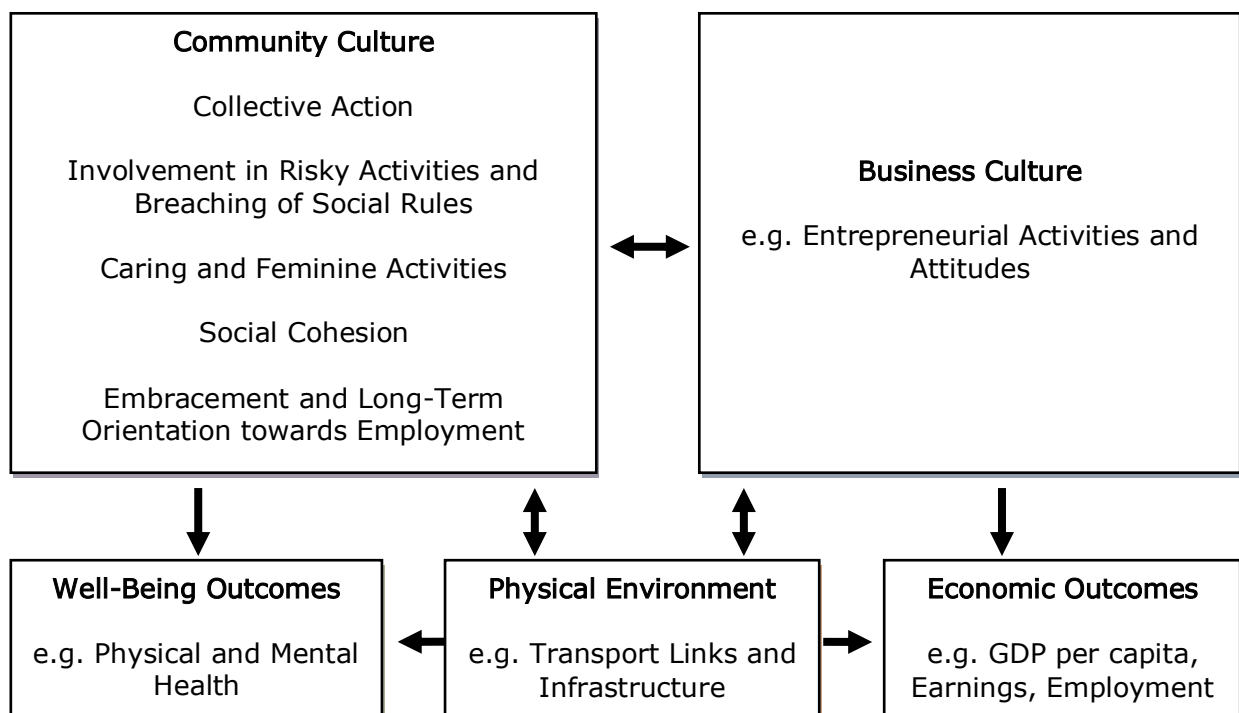 Community Culture
Collective Action
Involvement in Risky Activities and
Breaching of Social Rules
Caring and Feminine Activities
Social Cohesion
Embracement and Long-Term
Orientation towards Employment
Business Culture
e.g. Entrepreneurial Activities and
Attitudes
Well-Being Outcomes
e.g. Physical and Mental
Health
Physical Environment
e.g. Transport Links and
Infrastructure
Economic Outcomes
e.g. GDP per capita,
Earnings, Employment